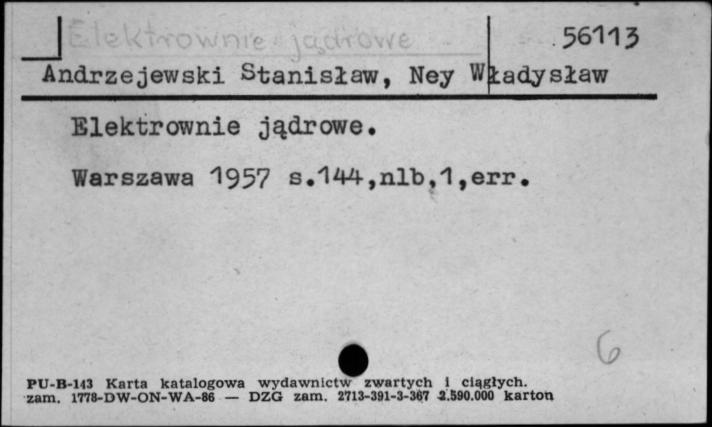 Elektrownie jądrowe
56113
Andrzejewski Stanisław, Ney Władysław
Elektrownie jądrowe.
Warszawa 1957 s.144,nlb,1,err.
6
PU-B-143 Karta katalogowa wydawnictw zwartych i ciągłych.
zam. 1778-DW-ON-WA-86 — DZG zam. 2713-391-3-367 2.590.000 karton